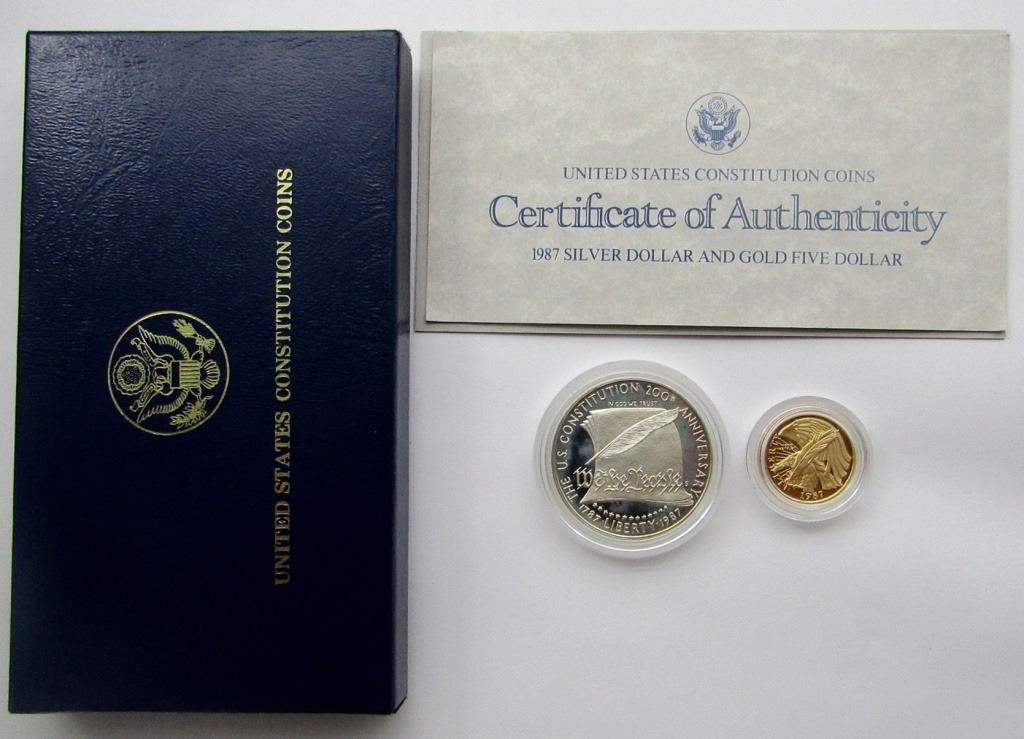 UNITED STATES CONSTITUTION COINS
UNITED STATES CONSTITUTION COINS
Certificate of Authenticity
1987 SILVER DOLLAR AND GOLD FIVE DOLLAR
THE U.S. CONSTITUTION 200th ANNIVERSARY
IN GOD WE TRUST
We the People
1787 LIBERTY 1987
LIBERTY
1987